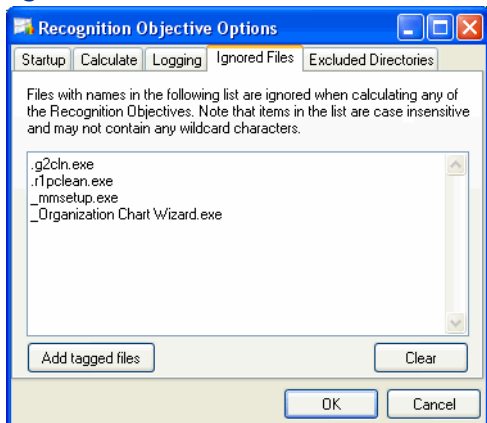 Recognition Objective Options
Startup Calculate Logging Ignored Files Excluded Directories
Files with names in the following list are ignored when calculating any of
the Recognition Objectives. Note that items in the list are case insensitive
and may not contain any wildcard characters.
.g2cln.exe
.r1pclean.exe
_mmsetup.exe
_Organization Chart Wizard.exe
Add tagged files Clear
OK Cancel